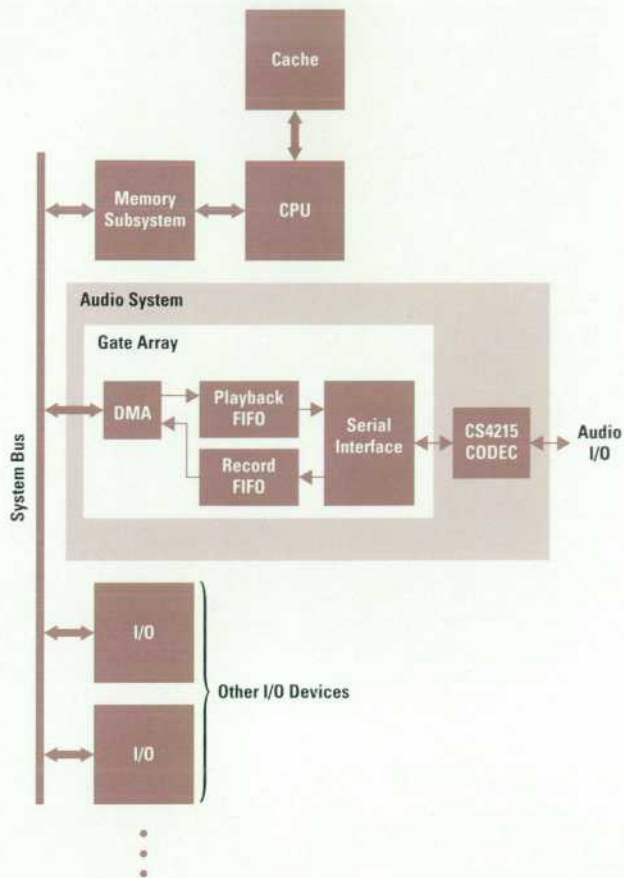 Cache
Memory
Subsystem
CPU
Audio System
Gate Array
DMA
Playback
FIFO
Record
FIFO
Serial
Interface
CS4215
CODEC
Audio
I/O
System Bus
I/O
Other I/O Devices
I/O